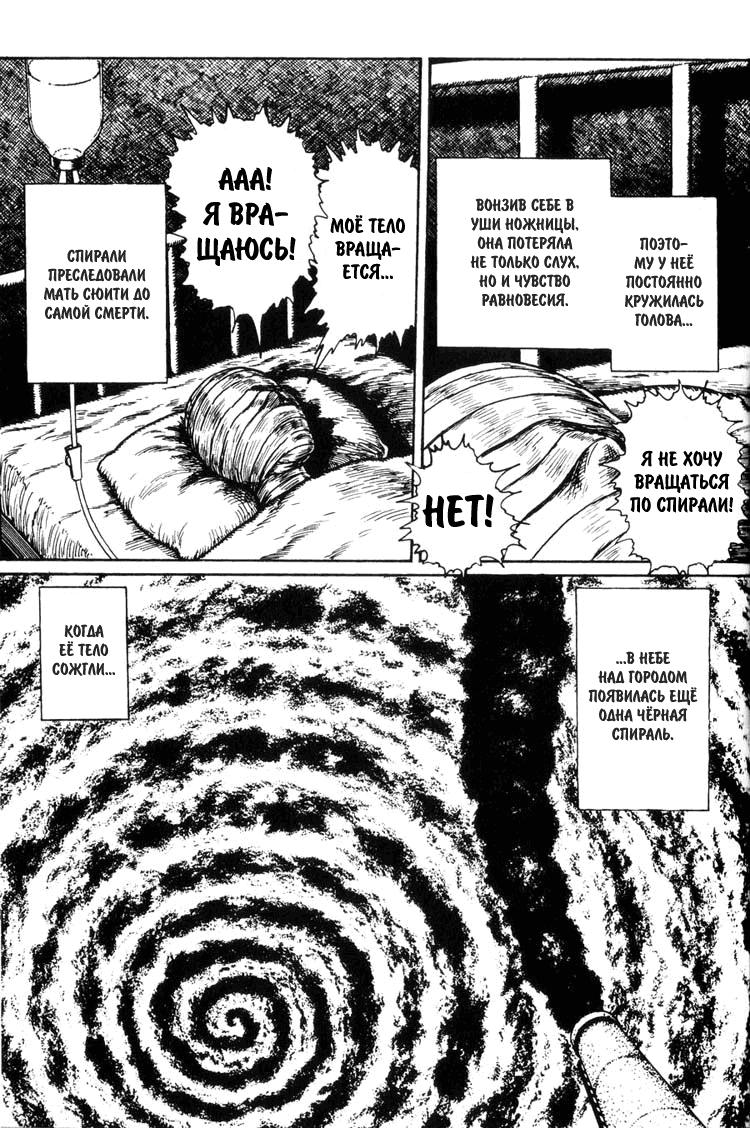 ВОНЗИВ СЕБЕ В
УШИ НОЖНИЦЫ,
ОНА ПОТЕРЯЛА
НЕ ТОЛЬКО СЛУХ,
НО И ЧУВСТВО
РАВНОВЕСИЯ.
ПОЭТО-
МУ У НЕЁ
ПОСТОЯННО
КРУЖИЛАСЬ
ГОЛОВА...
Я НЕ ХОЧУ
ВРАЩАТЬСЯ
ПО СПИРАЛИ!
НЕТ!
МОЁ ТЕЛО
ВРАЩА-
ЕТСЯ...
ААА!
Я ВРА-
ЩАЮСЬ!
СПИРАЛИ
ПРЕСЛЕДОВАЛИ
МАТЬ СЮИТИ ДО
САМОЙ СМЕРТИ.
КОГДА
ЕЁ ТЕЛО
СОЖГЛИ...
...В НЕБЕ
НАД ГОРОДОМ
ПОЯВИЛАСЬ ЕЩЁ
ОДНА ЧЁРНАЯ
СПИРАЛЬ.